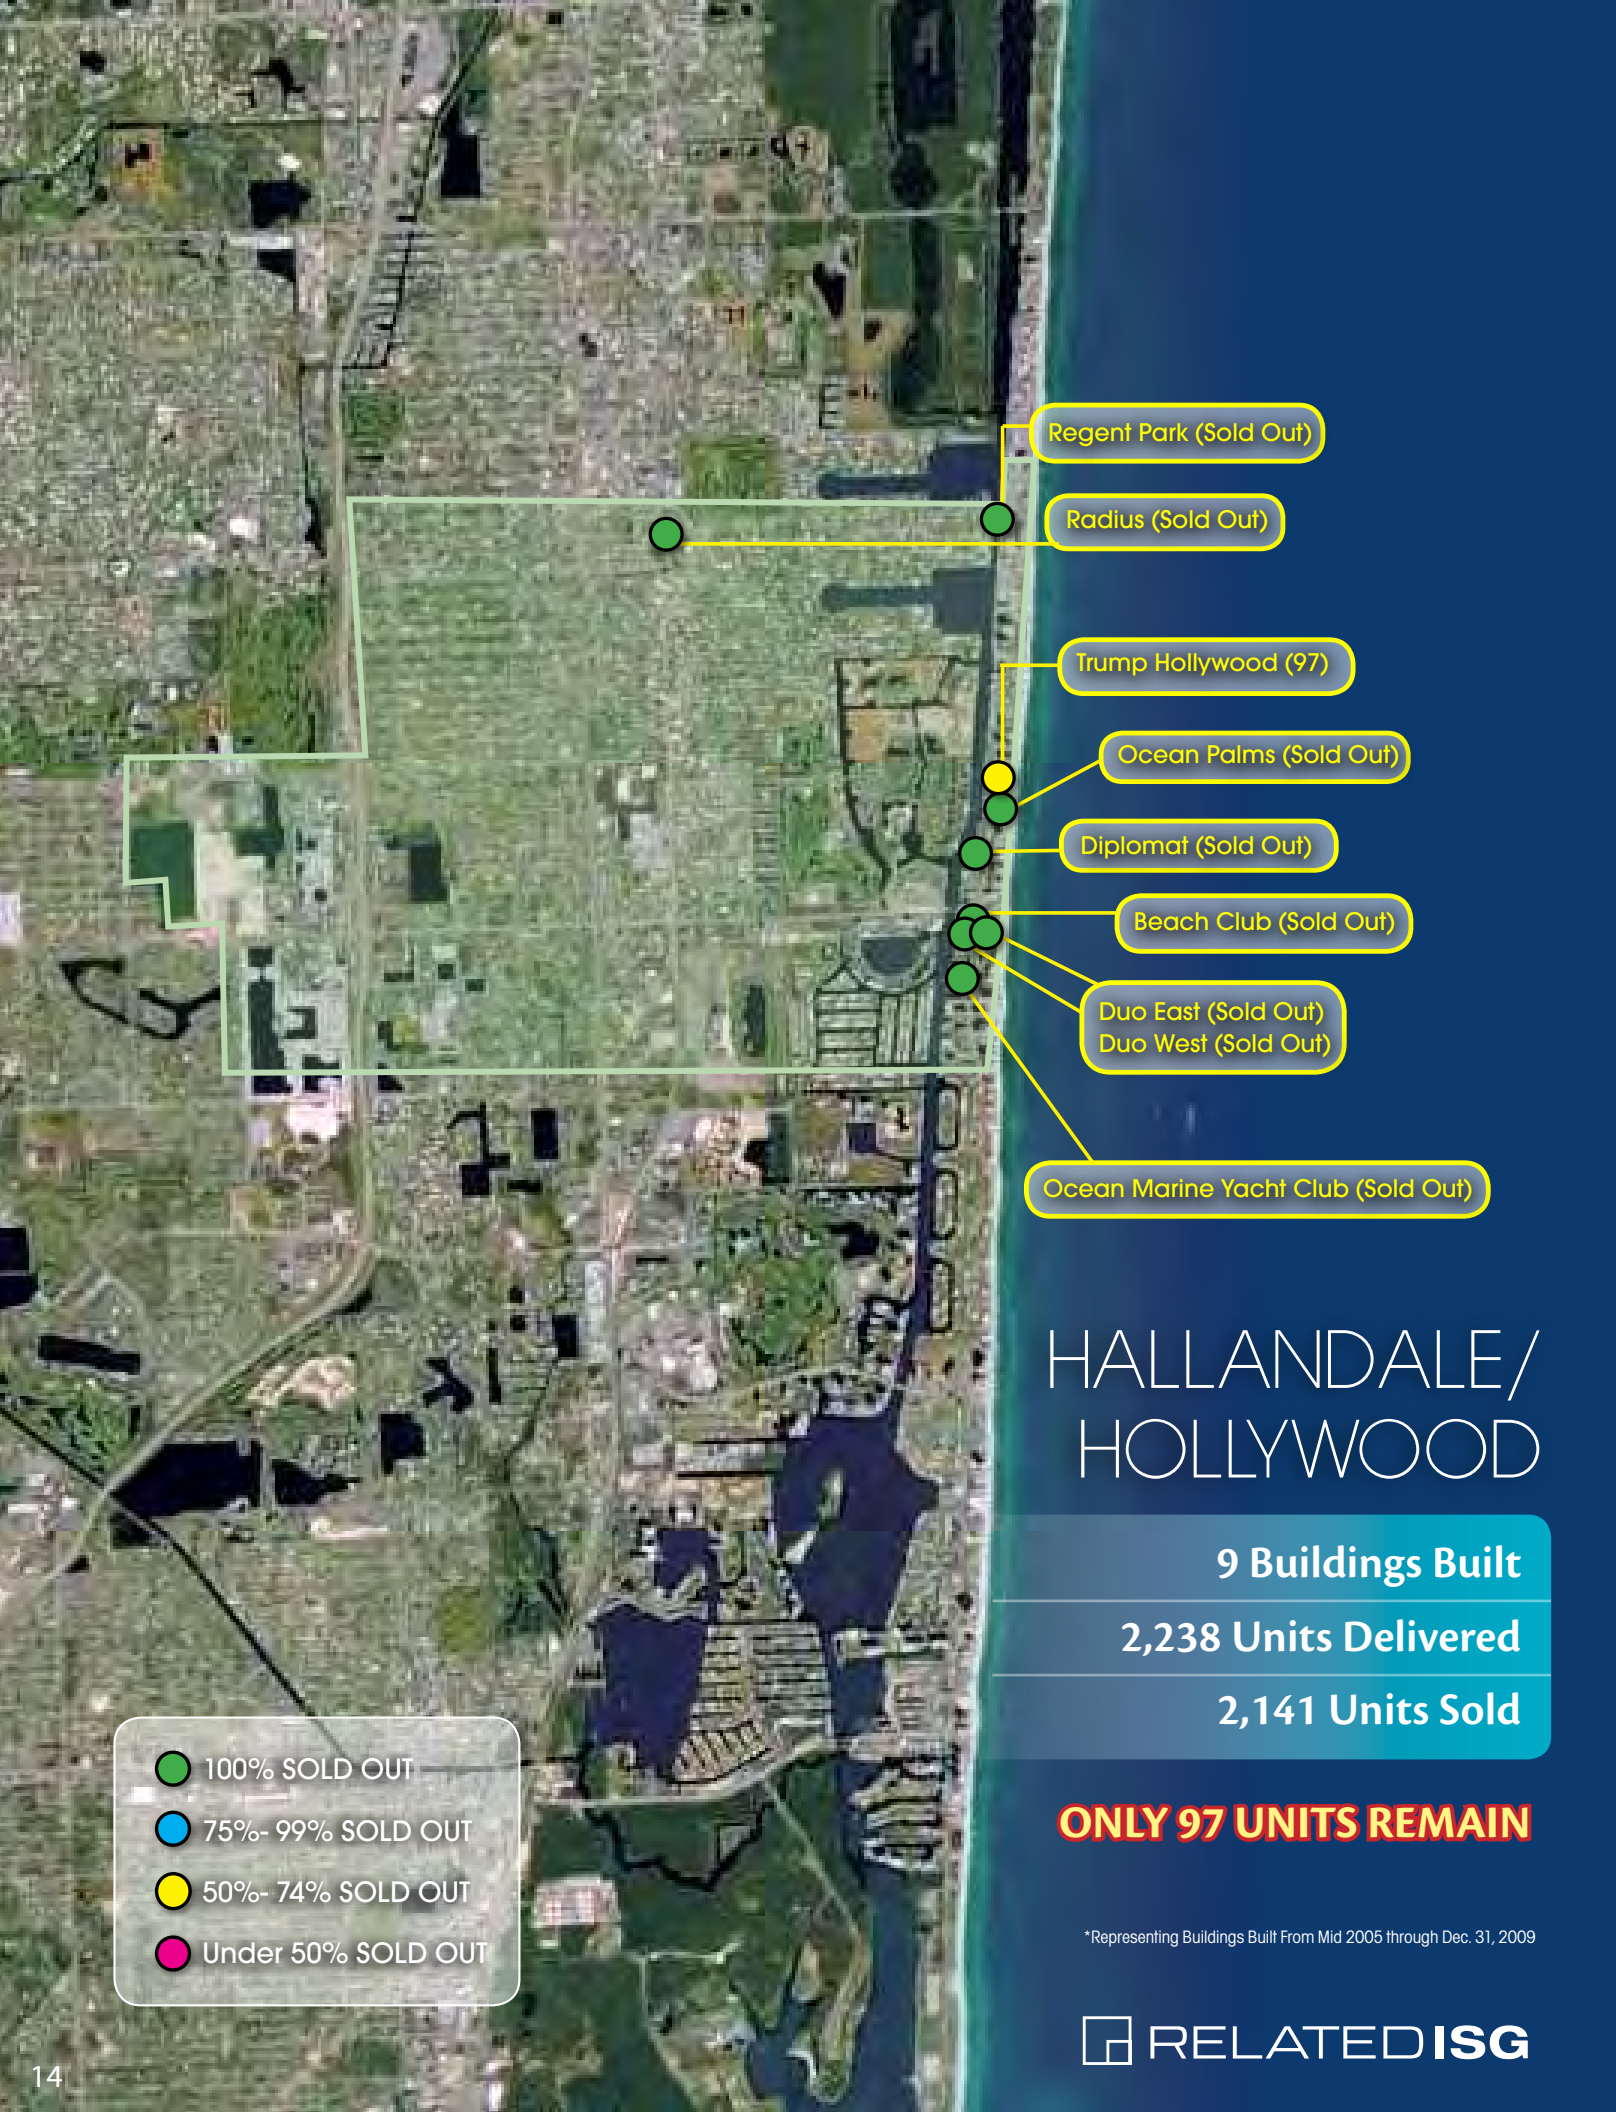 Regent Park (Sold Out)
Radius (Sold Out)
Trump Hollywood (97)
Ocean Palms (Sold Out)
Diplomat (Sold Out)
Beach Club (Sold Out)
Duo East (Sold Out)
Duo West (Sold Out)
Ocean Marine Yacht Club (Sold Out)
HALLANDALE/
HOLLYWOOD
9 Buildings Built
2,238 Units Delivered
2,141 Units Sold
ONLY 97 UNITS REMAIN
100% SOLD OUT
75%- 99% SOLD OUT
50%- 74% SOLD OUT
Under 50% SOLD OUT
*Representing Buildings Built From Mid 2005 through Dec. 31, 2009
RELATED ISG
14